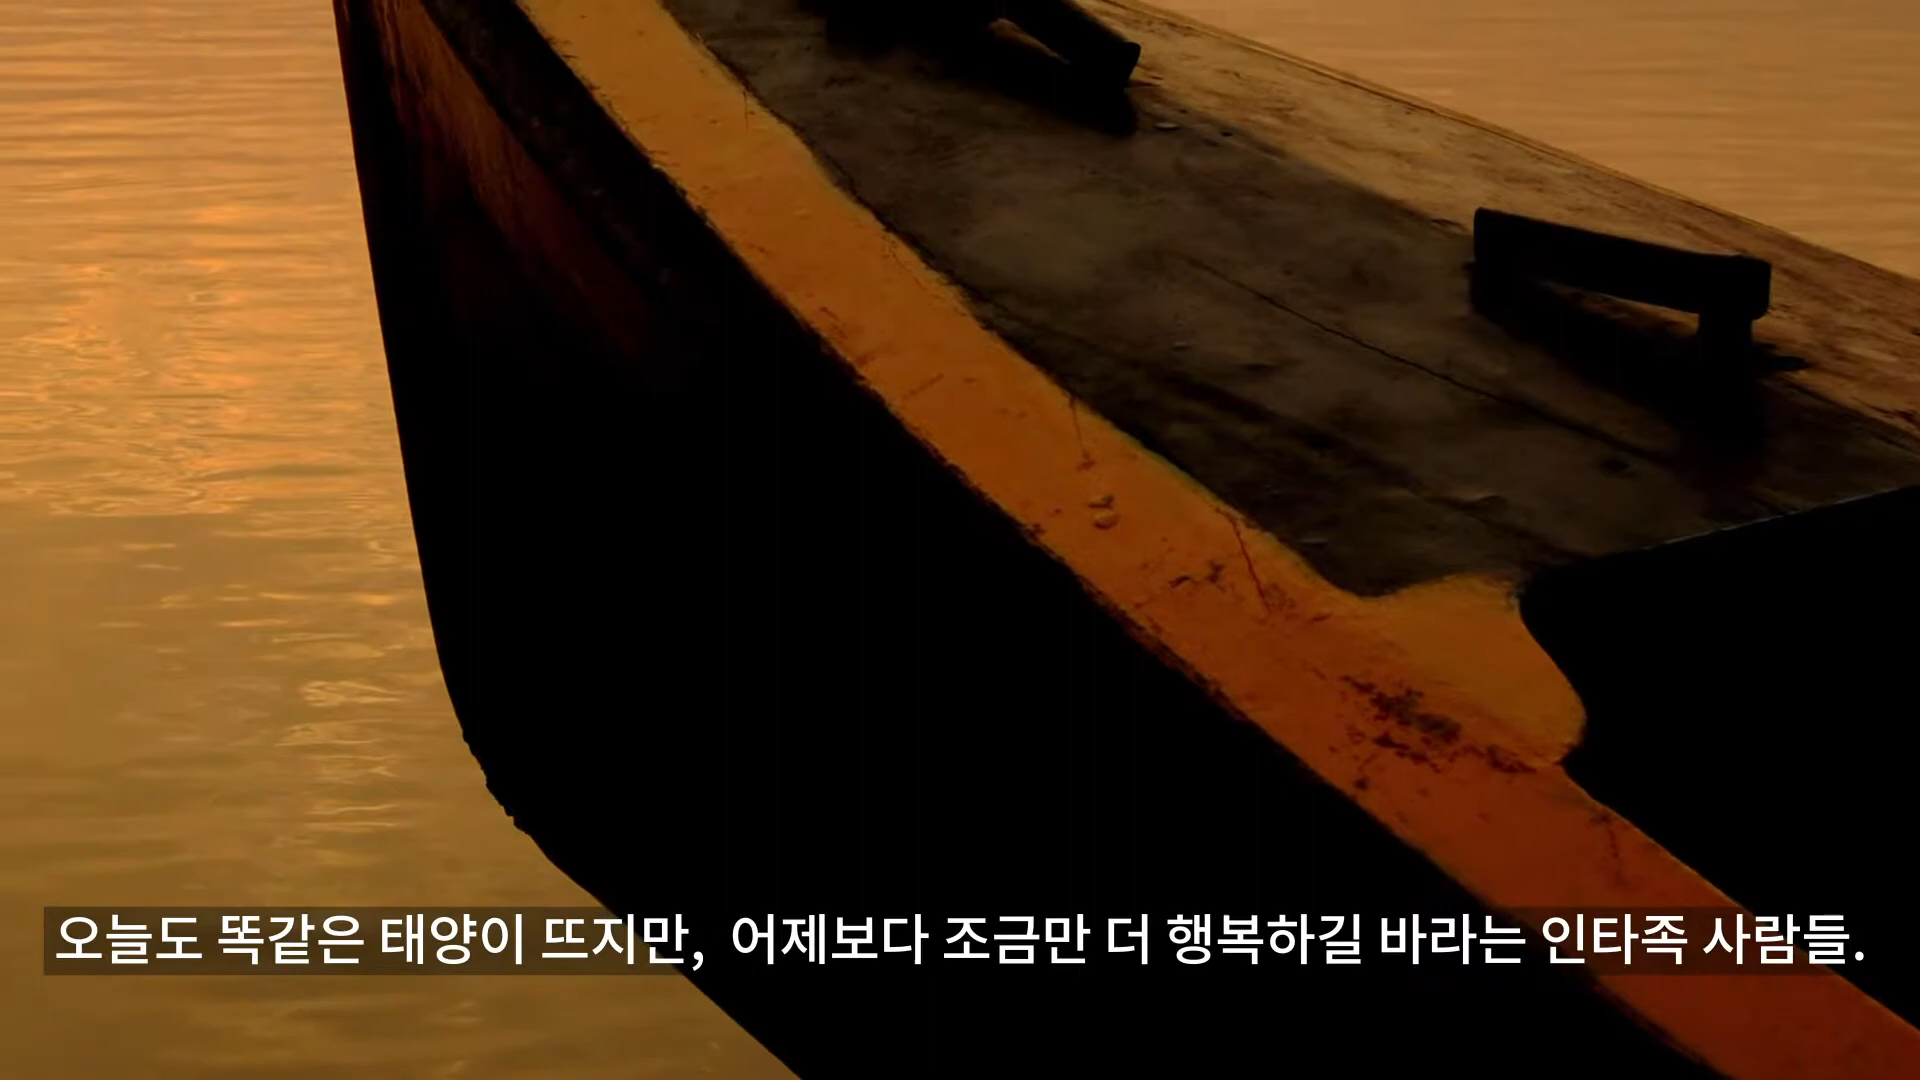 오늘도 똑같은 태양이 뜨지만, 어제보다 조금만 더 행복하길 바라는 인타족 사람들.